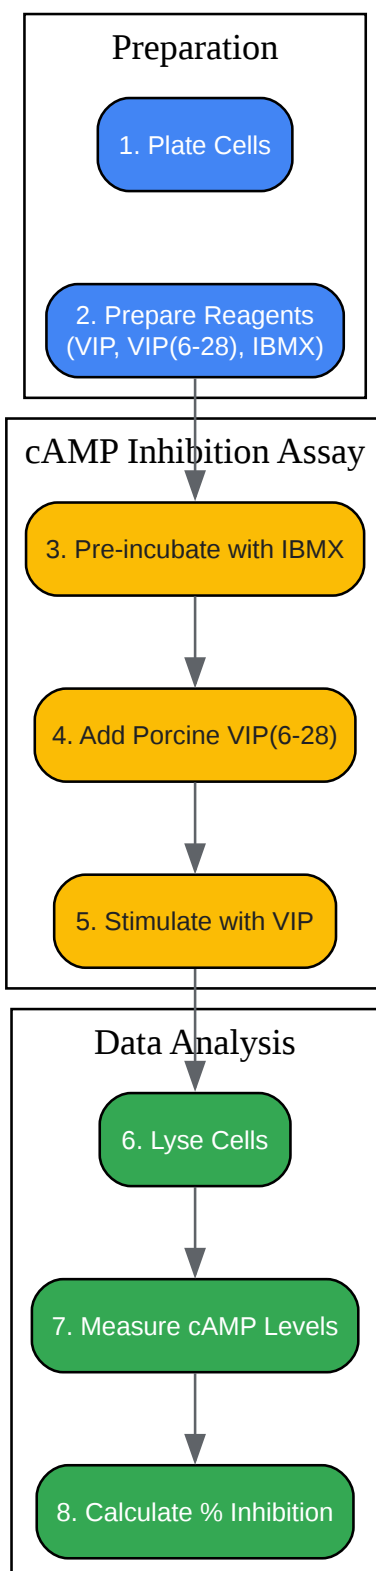 Preparation
1. Plate Cells
2. Prepare Reagents
(VIP, VIP(6-28), IBMX)
cAMP Inhibition Assay
3. Pre-incubate with IBMX
4. Add Porcine VIP(6-28)
5. Stimulate with VIP
Data Analysis
6. Lyse Cells
7. Measure cAMP Levels
8. Calculate % Inhibition